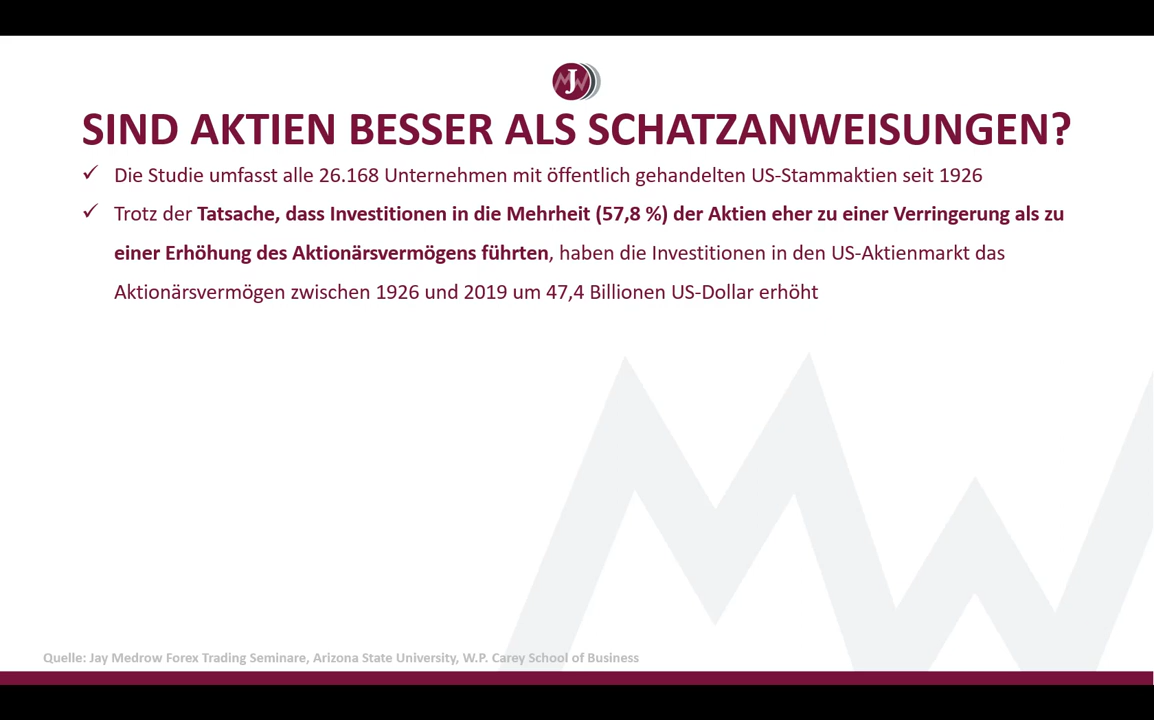 J
SIND AKTIEN BESSER ALS SCHATZANWEISUNGEN?
✓ Die Studie umfasst alle 26.168 Unternehmen mit öffentlich gehandelten US-Stammaktien seit 1926
✓ Trotz der Tatsache, dass Investitionen in die Mehrheit (57,8 %) der Aktien eher zu einer Verringerung als zu
einer Erhöhung des Aktionärsvermögens führten, haben die Investitionen in den US-Aktienmarkt das
Aktionärsvermögen zwischen 1926 und 2019 um 47,4 Billionen US-Dollar erhöht
Quelle: Jay Medrow Forex Trading Seminare, Arizona State University, W.P. Carey School of Business